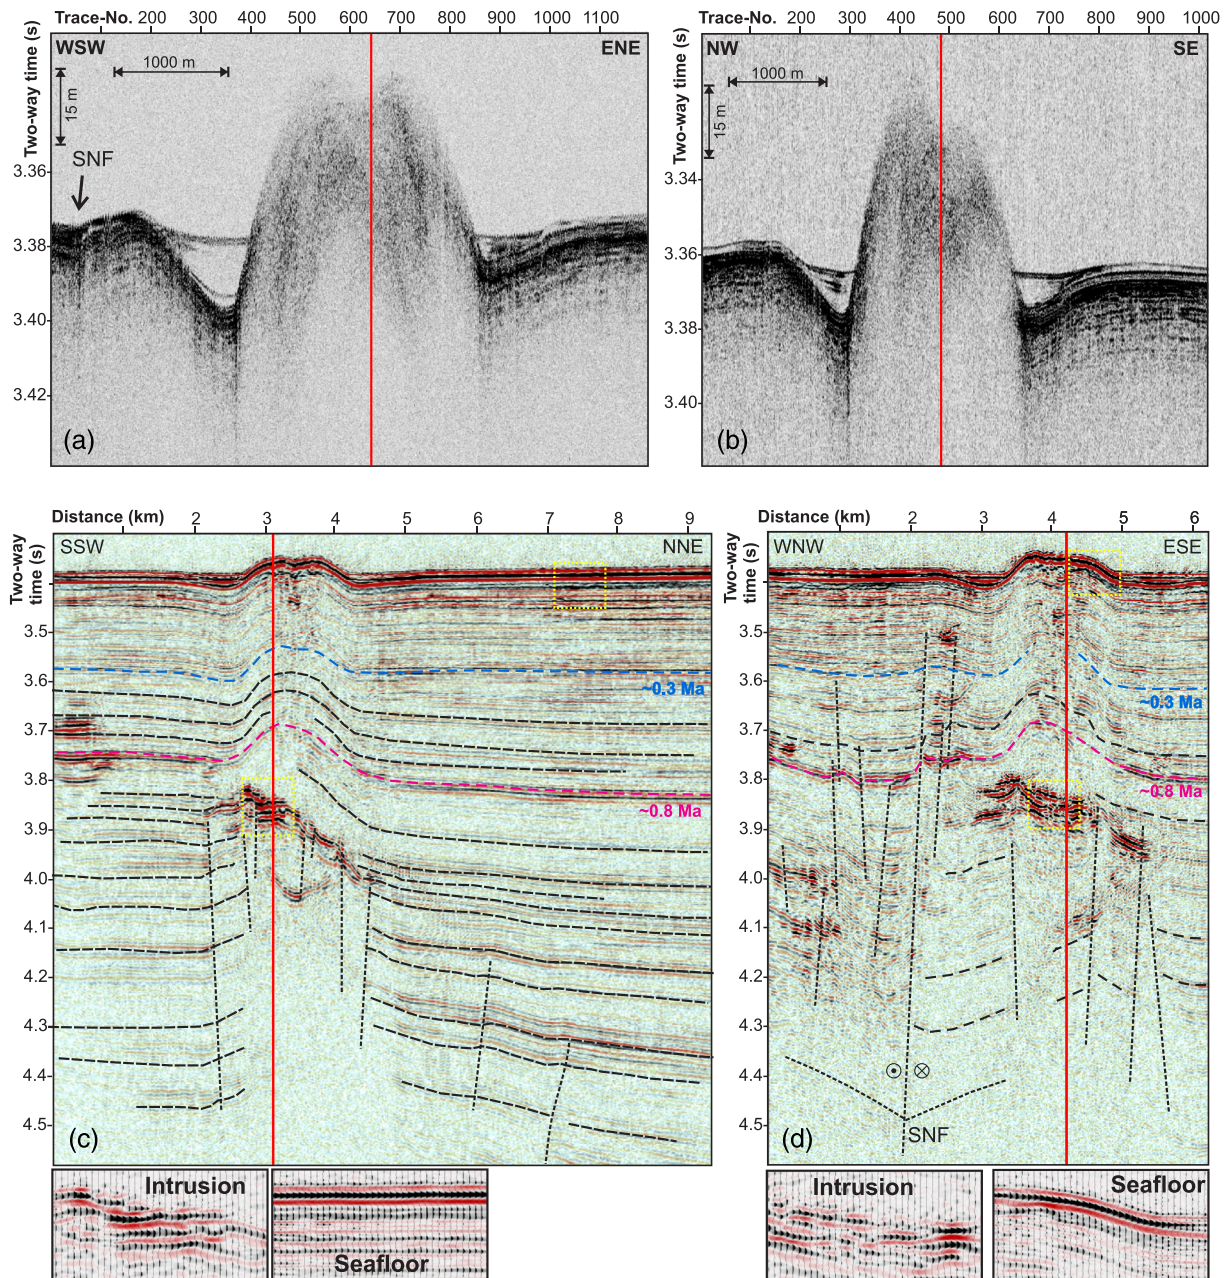 Trace-No. 200 300 400 500 600 700 800 900 1000 1100
WSW ENE
1000 m
15 m
Two-way time (s)
SNF
3.36
3.38
3.40
3.42
(a)
Trace-No. 200 300 400 500 600 700 800 900 1000
NW SE
1000 m
15 m
Two-way time (s)
3.34
3.36
3.38
3.40
(b)
Distance (km) 2 3 4 5 6 7 8 9
SSW NNE
Two-way
time (s)
3.5
3.6
3.7
3.8
3.9
4.0
4.1
4.2
4.3
4.4
4.5
~0.3 Ma
~0.8 Ma
(c)
Intrusion
Seafloor
Distance (km) 2 3 4 5 6
WNW ESE
Two-way
time (s)
3.5
3.6
3.7
3.8
3.9
4.0
4.1
4.2
4.3
4.4
4.5
~0.3 Ma
~0.8 Ma
SNF
(d)
Intrusion
Seafloor